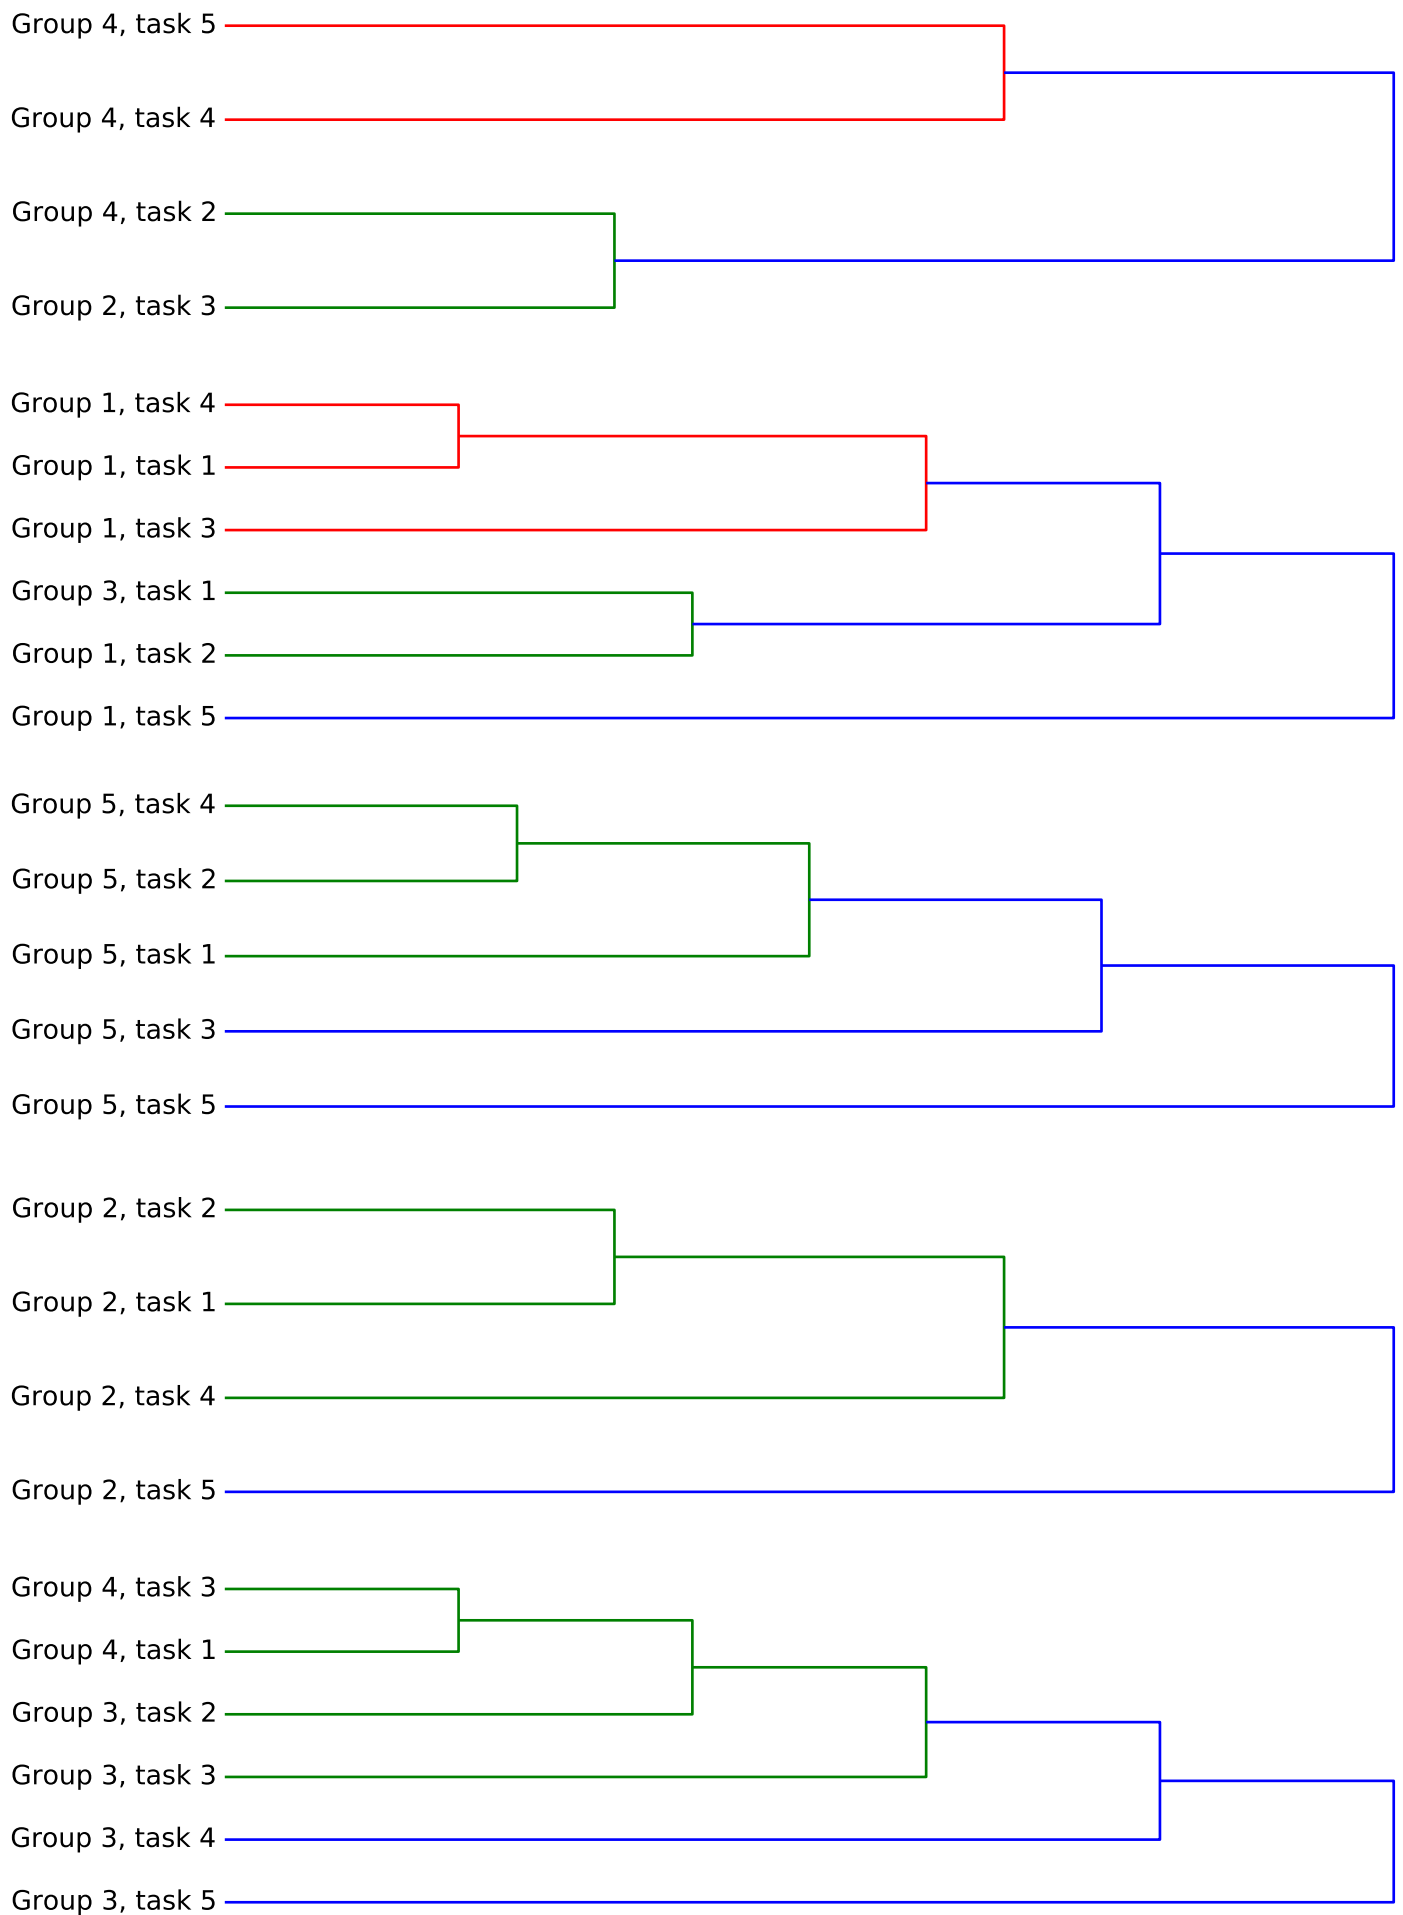 Group 4, task 5
Group 4, task 4
Group 4, task 2
Group 2, task 3
Group 1, task 4
Group 1, task 1
Group 1, task 3
Group 3, task 1
Group 1, task 2
Group 1, task 5
Group 5, task 4
Group 5, task 2
Group 5, task 1
Group 5, task 3
Group 5, task 5
Group 2, task 2
Group 2, task 1
Group 2, task 4
Group 2, task 5
Group 4, task 3
Group 4, task 1
Group 3, task 2
Group 3, task 3
Group 3, task 4
Group 3, task 5